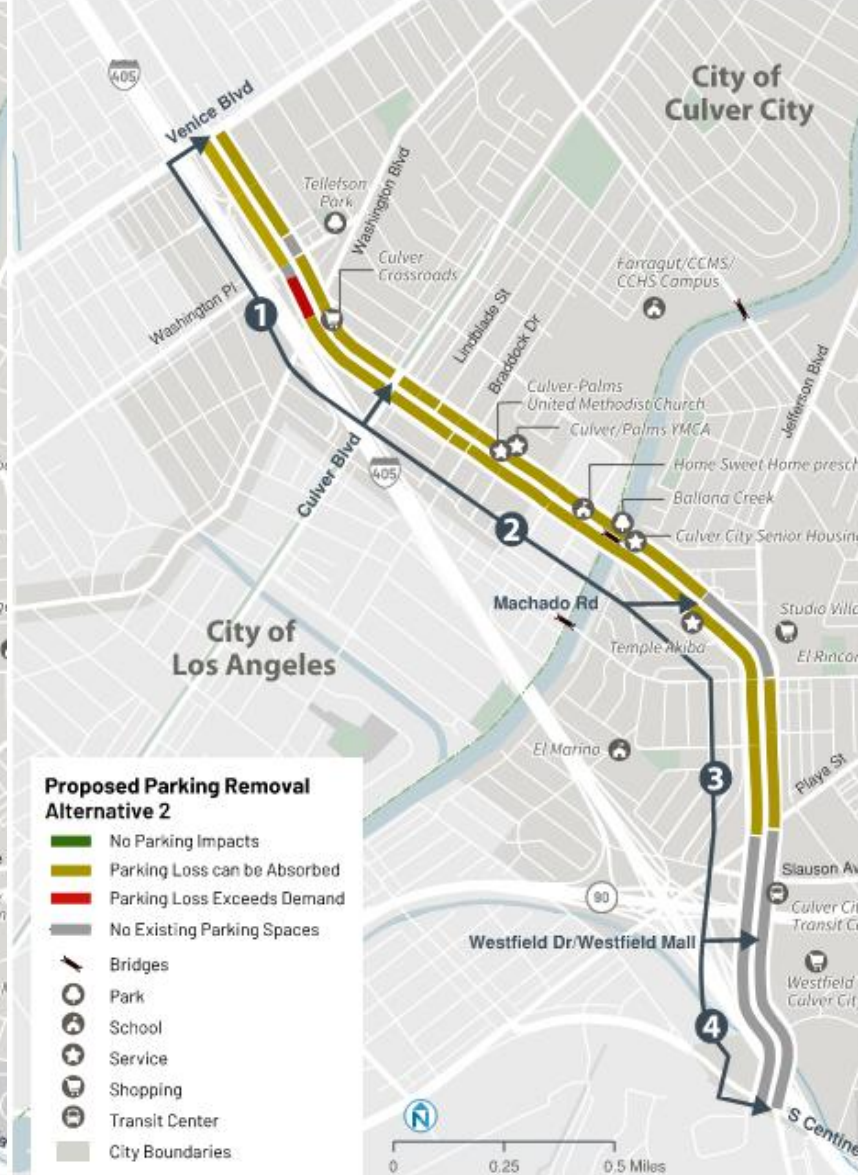 City of
Culver City
405
Venice Blvd
Tellefson
Park
Washington Blvd
Culver
Crossroads
Farragut/CCMS/
CCHS Campus
Washington Pl
1
Lindblade St
Braddock Dr
Jefferson Blvd
Culver-Palms
United Methodist Church
Culver/Palms YMCA
Culver Blvd
405
Home Sweet Home presch
Ballona Creek
2
Culver City Senior Housing
Machado Rd
Studio Villa
City of
Los Angeles
Temple Akiba
El Rincon
El Marino
3
Playa St
Proposed Parking Removal
Alternative 2
No Parking Impacts
Parking Loss can be Absorbed
Parking Loss Exceeds Demand
No Existing Parking Spaces
Bridges
Park
School
Service
Shopping
Transit Center
City Boundaries
Slauson Av
90
Culver Cit
Transit C
Westfield Dr/Westfield Mall
Westfield
Culver City
4
S Centine
N
0 0.25 0.5 Miles